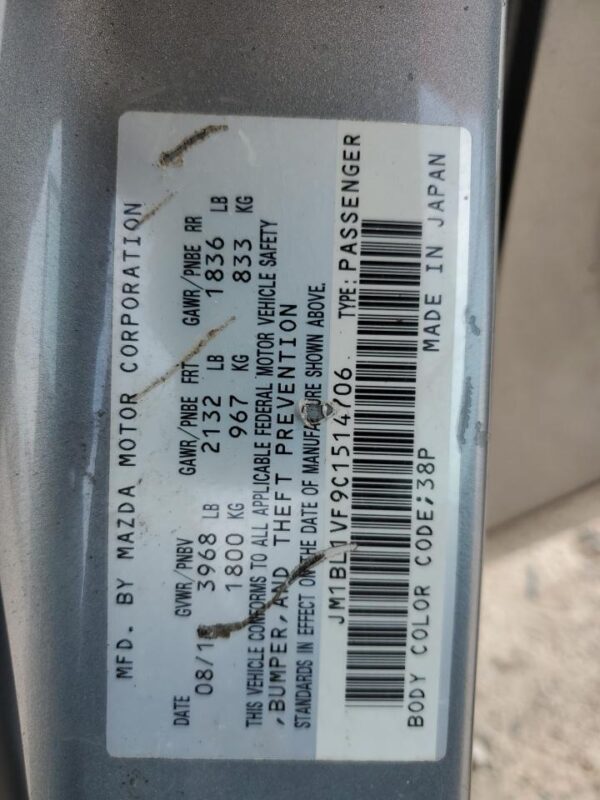 MFD. BY MAZDA MOTOR CORPORATION
DATE GVWR/PNBV GAWR/PNBE FRT GAWR/PNBE RR
3968 LB 2132 LB 1836 LB
1800 KG 967 KG 833 KG
THIS VEHICLE CONFORMS TO ALL APPLICABLE FEDERAL MOTOR VEHICLE SAFETY
,BUMPER,AND THEFT PREVENTION
STANDARDS IN EFFECT ON THE DATE OF MANUFACTURE SHOWN ABOVE.
JM1BL1VF9C1514706 TYPE:PASSENGER
BODY COLOR CODE;38P MADE IN JAPAN